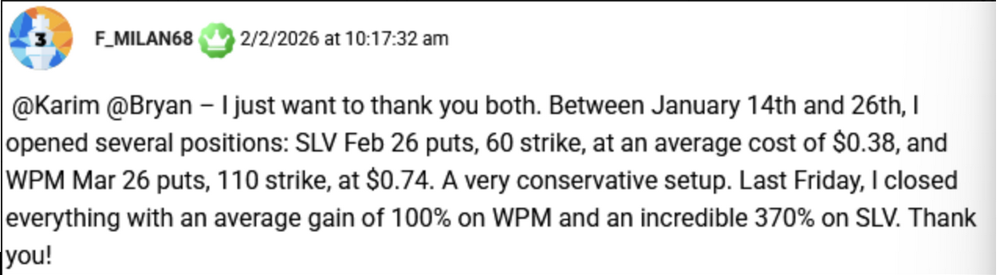 3
F_MILAN68 2/2/2026 at 10:17:32 am
@Karim @Bryan – I just want to thank you both. Between January 14th and 26th, I
opened several positions: SLV Feb 26 puts, 60 strike, at an average cost of $0.38, and
WPM Mar 26 puts, 110 strike, at $0.74. A very conservative setup. Last Friday, I closed
everything with an average gain of 100% on WPM and an incredible 370% on SLV. Thank
you!